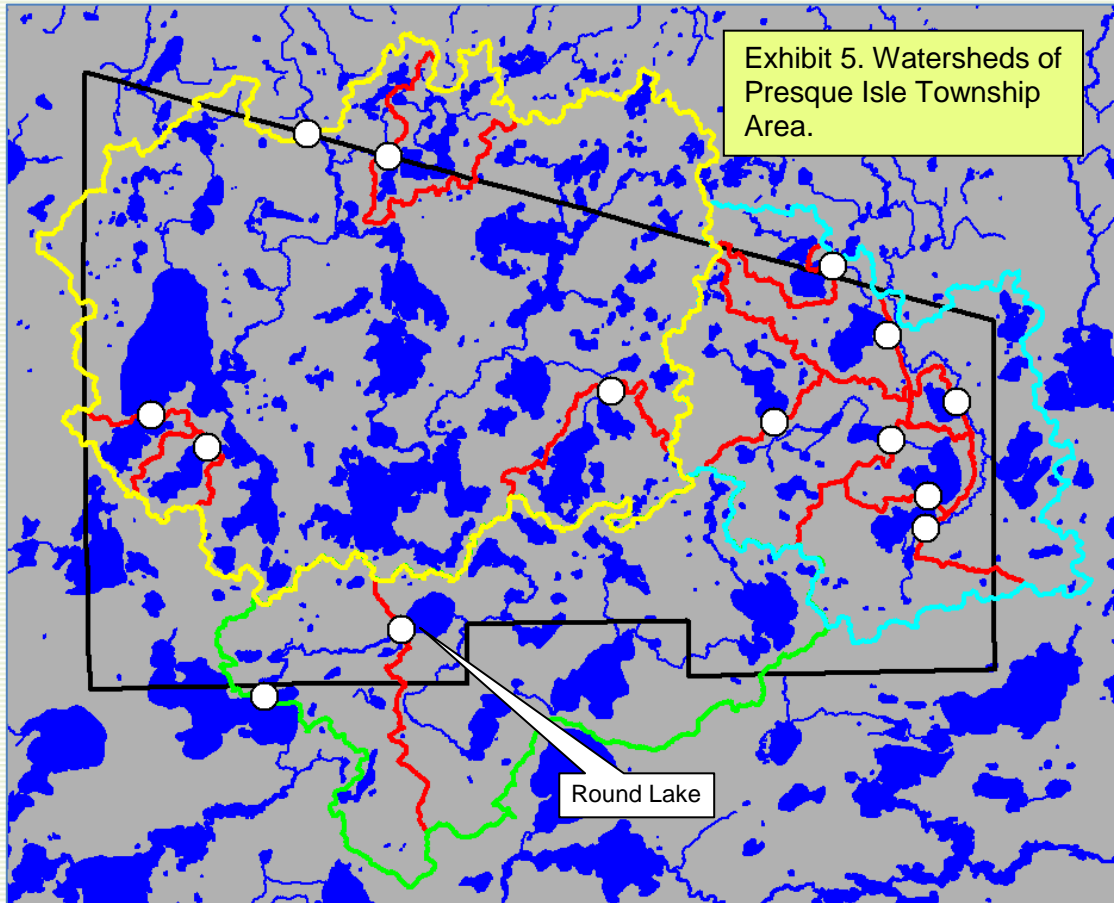 Exhibit 5. Watersheds of
Presque Isle Township
Area.
Round Lake